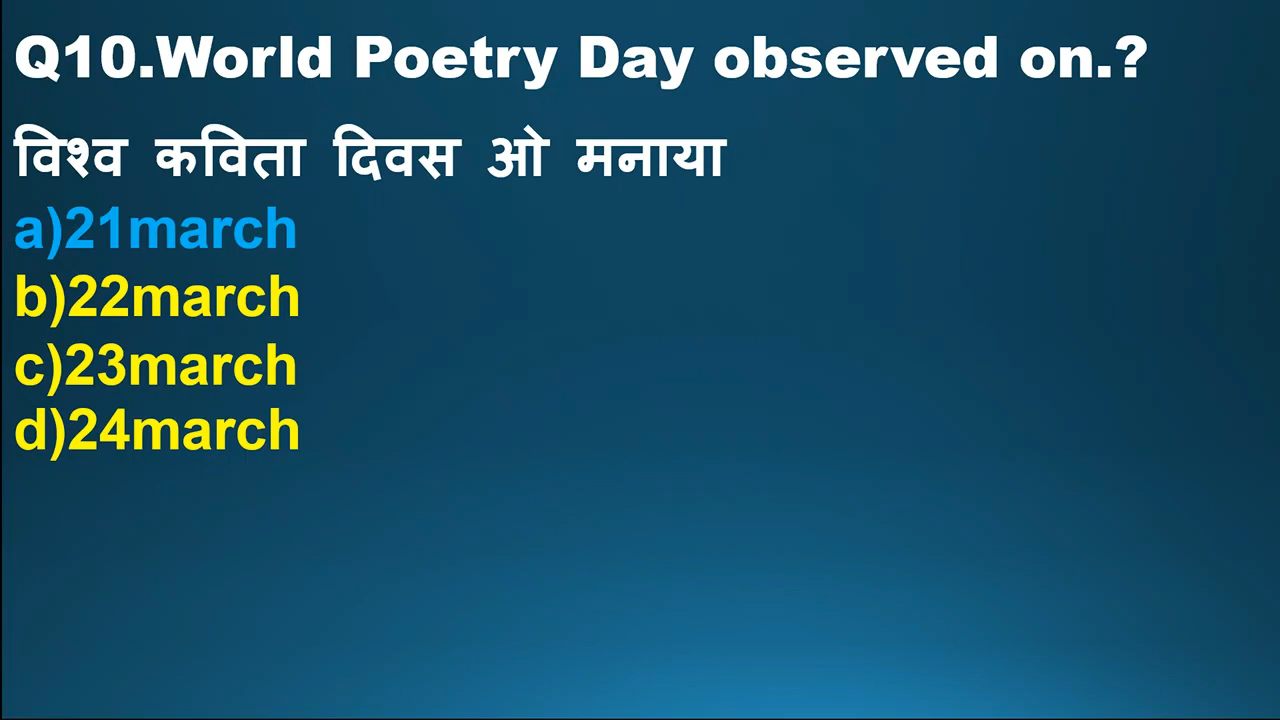 Q10.World Poetry Day observed on.?
विश्व कविता दिवस ओ मनाया
a)21march
b)22march
c)23march
d)24march